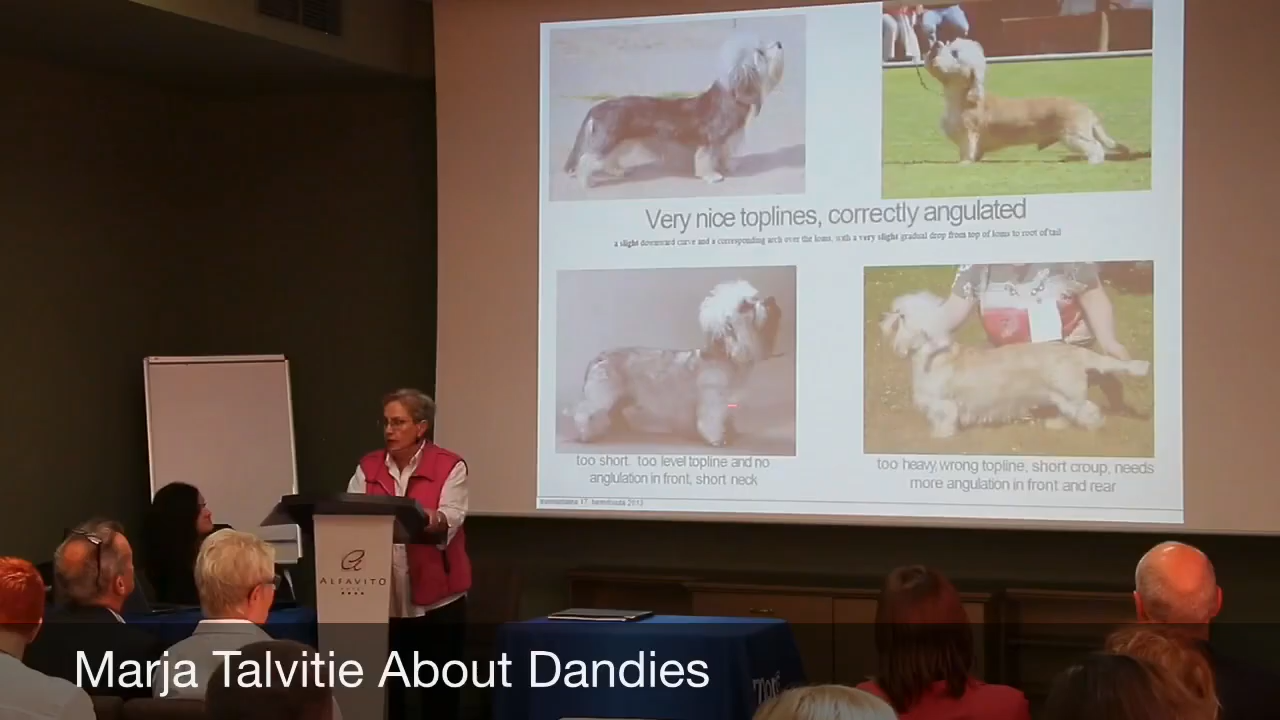 Very nice toplines, correctly angulated
a slight downward curve and a corresponding arch over the loins, with a very slight gradual drop from top of loins to root of tail
too short. too level topline and no
anglulation in front, short neck
too heavy, wrong topline, short croup, needs
more angulation in front and rear
ALFAVITO
Marja Talvitie About Dandies